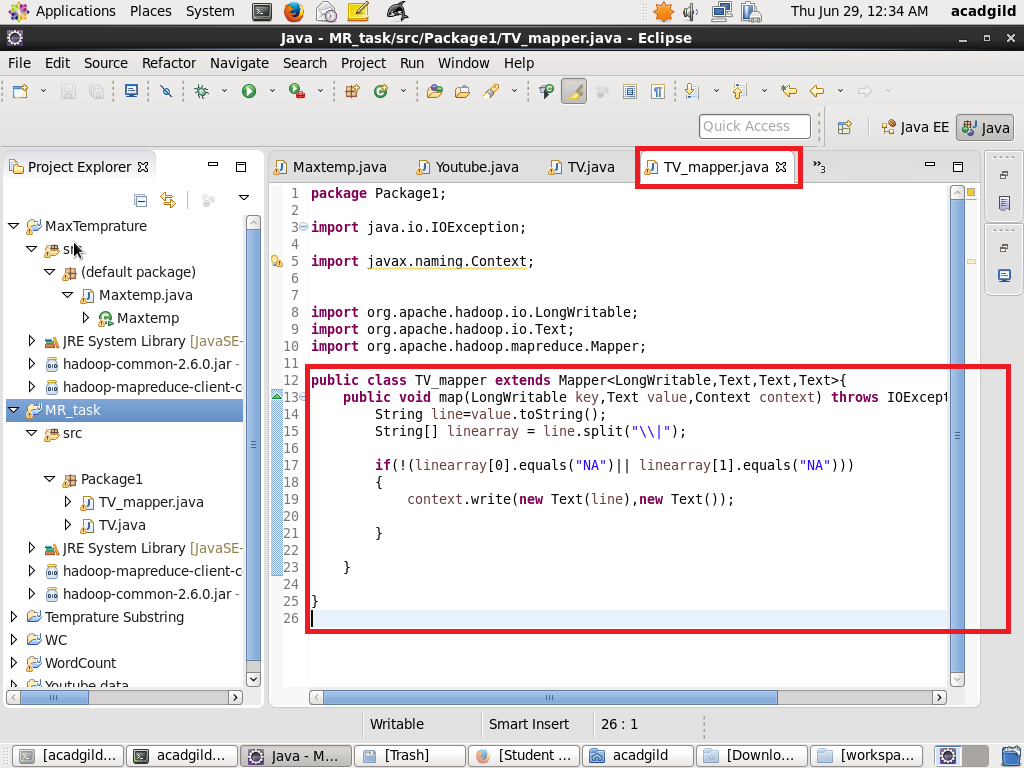 Applications Places System Thu Jun 29, 12:34 AM acadgild
Java - MR_task/src/Package1/TV_mapper.java - Eclipse
File Edit Source Refactor Navigate Search Project Run Window Help
Quick Access Java EE Java
Project Explorer
MaxTemprature
src
(default package)
Maxtemp.java
Maxtemp
JRE System Library [JavaSE-
hadoop-common-2.6.0.jar -
hadoop-mapreduce-client-c
MR_task
src
Package1
TV_mapper.java
TV.java
JRE System Library [JavaSE-
hadoop-mapreduce-client-c
hadoop-common-2.6.0.jar -
Temprature Substring
WC
WordCount
Youtube data
Maxtemp.java Youtube.java TV.java TV_mapper.java »3
1 package Package1;
2
3 import java.io.IOException;
4
5 import javax.naming.Context;
6
7
8 import org.apache.hadoop.io.LongWritable;
9 import org.apache.hadoop.io.Text;
10 import org.apache.hadoop.mapreduce.Mapper;
11
12 public class TV_mapper extends Mapper<LongWritable,Text,Text,Text>{
13 public void map(LongWritable key,Text value,Context context) throws IOExcept
14 String line=value.toString();
15 String[] linearray = line.split("\\|");
16
17 if(!(linearray[0].equals("NA")|| linearray[1].equals("NA")))
18 {
19 context.write(new Text(line),new Text());
20
21 }
22
23 }
24
25 }
26
Writable Smart Insert 26 : 1
[acadgild... acadgild... Java - M... [Trash] [Student ... acadgild [Downlo... [workspa...